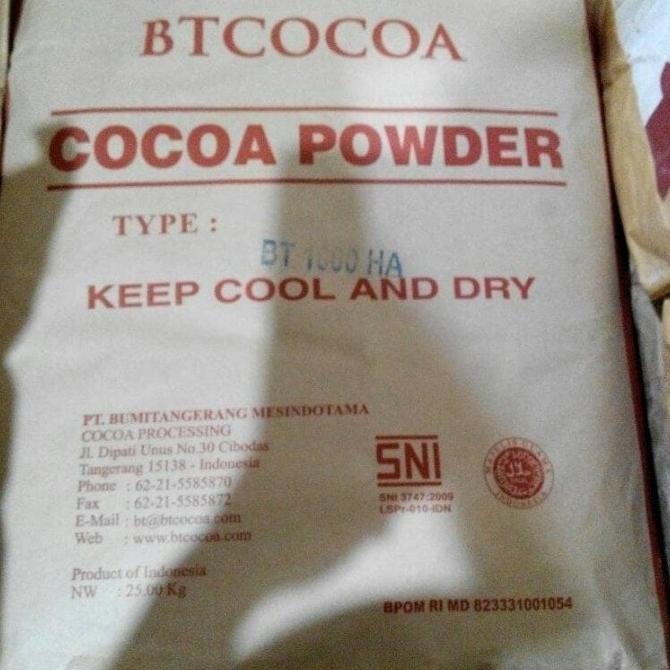 BTCOCOA
COCOA POWDER
TYPE :
BT 1000 HA
KEEP COOL AND DRY
PT. BUMITANGERANG MESINDOTAMA
COCOA PROCESSING
Jl. Dipati Unus No.30 Cibodas
Tangerang 15138 - Indonesia
Phone : 62-21-5585870
Fax : 62-21-5585872
E-Mail : bt@btcocoa.com
Web : www.btcocoa.com
Product of Indonesia
NW : 25.00 Kg
SNI
SNI 3747:2009
LSPr-010-IDN
MAJELIS ULAMA
INDONESIA
BPOM RI MD 823331001054